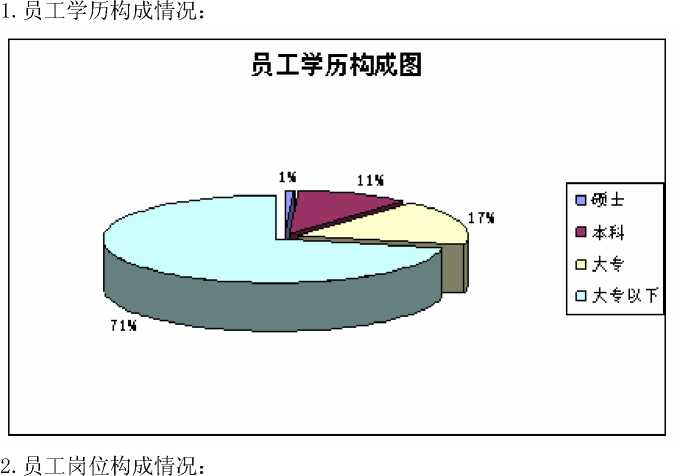 1.员工学历构成情况：
员工学历构成图
1%
11%
17%
71%
硕士
本科
大专
大专以下
2.员工岗位构成情况：